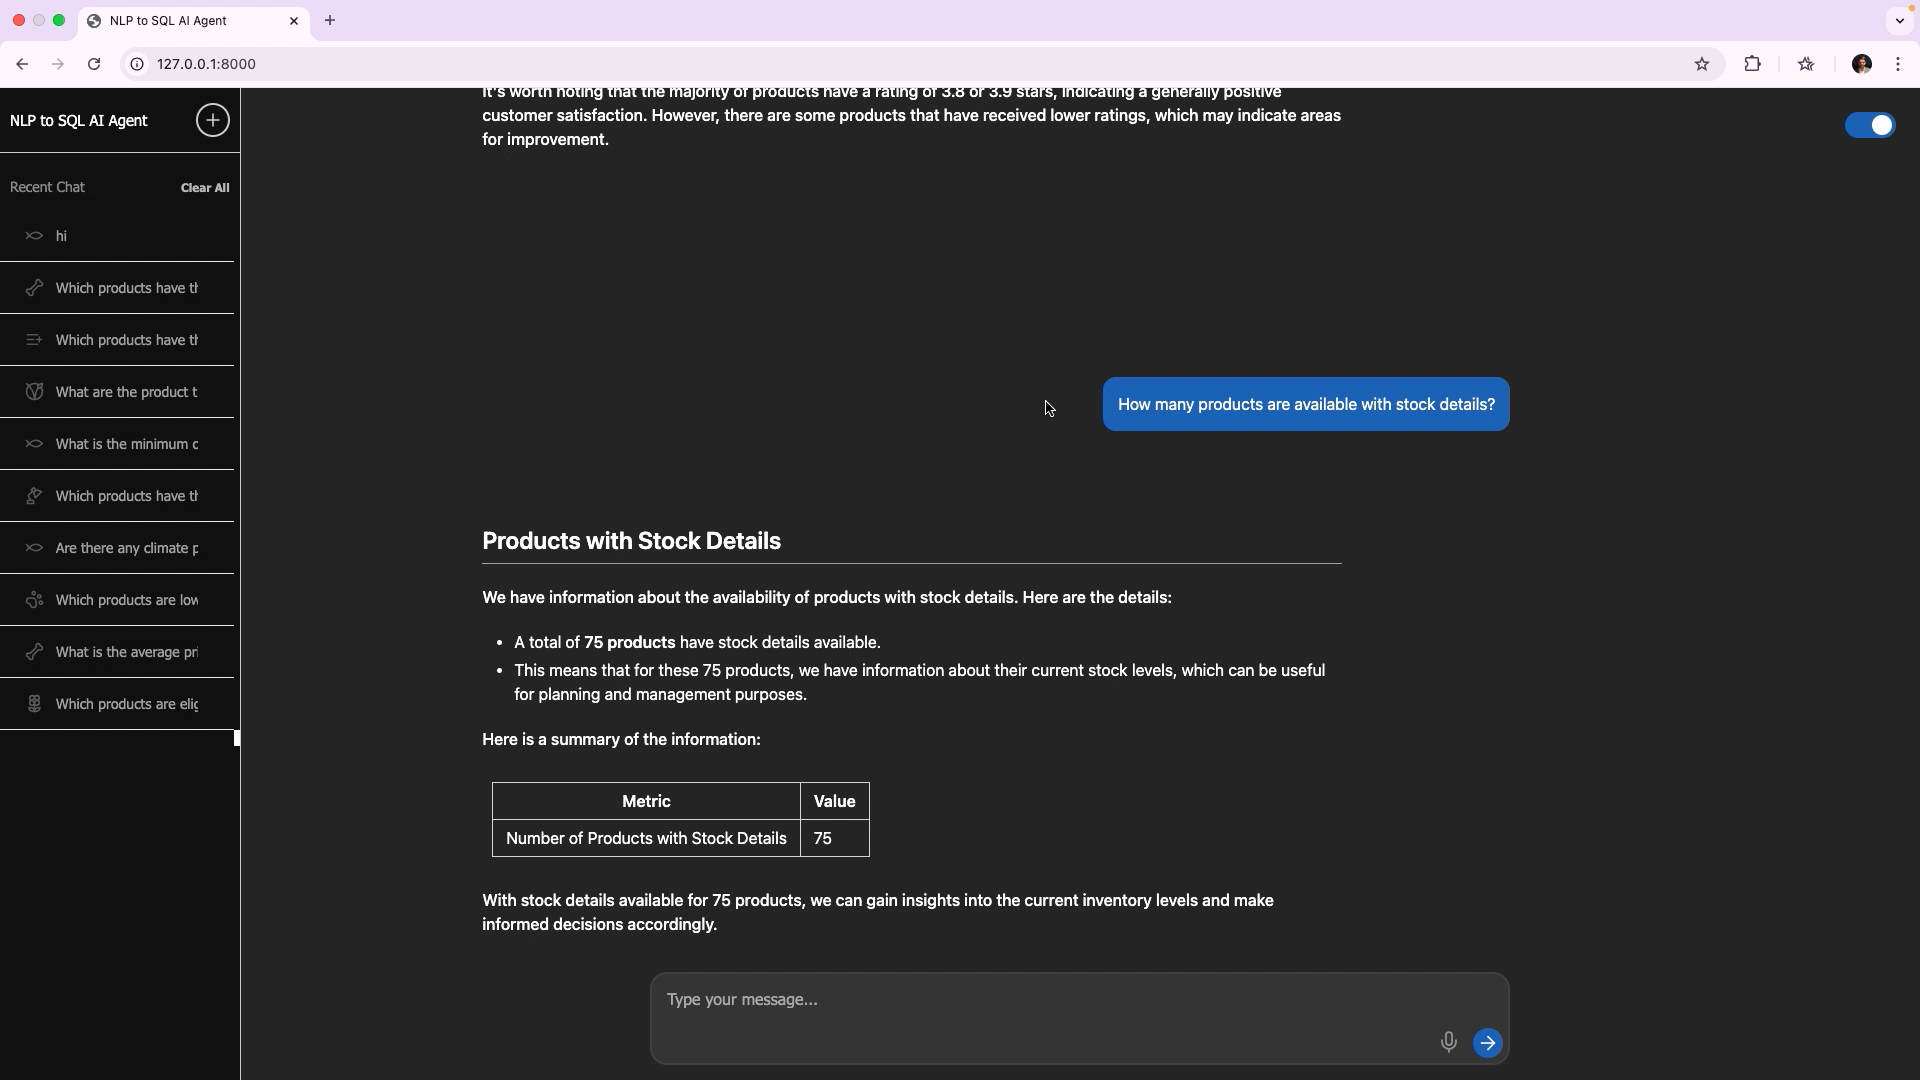 NLP to SQL AI Agent
127.0.0.1:8000
NLP to SQL AI Agent
Recent Chat
Clear All
hi
Which products have th
Which products have th
What are the product t
What is the minimum c
Which products have th
Are there any climate p
Which products are low
What is the average pri
Which products are elig
It's worth noting that the majority of products have a rating of 3.8 or 3.9 stars, indicating a generally positive
customer satisfaction. However, there are some products that have received lower ratings, which may indicate areas
for improvement.
How many products are available with stock details?
Products with Stock Details
We have information about the availability of products with stock details. Here are the details:
• A total of 75 products have stock details available.
• This means that for these 75 products, we have information about their current stock levels, which can be useful
for planning and management purposes.
Here is a summary of the information:
Metric Value
Number of Products with Stock Details 75
With stock details available for 75 products, we can gain insights into the current inventory levels and make
informed decisions accordingly.
Type your message...